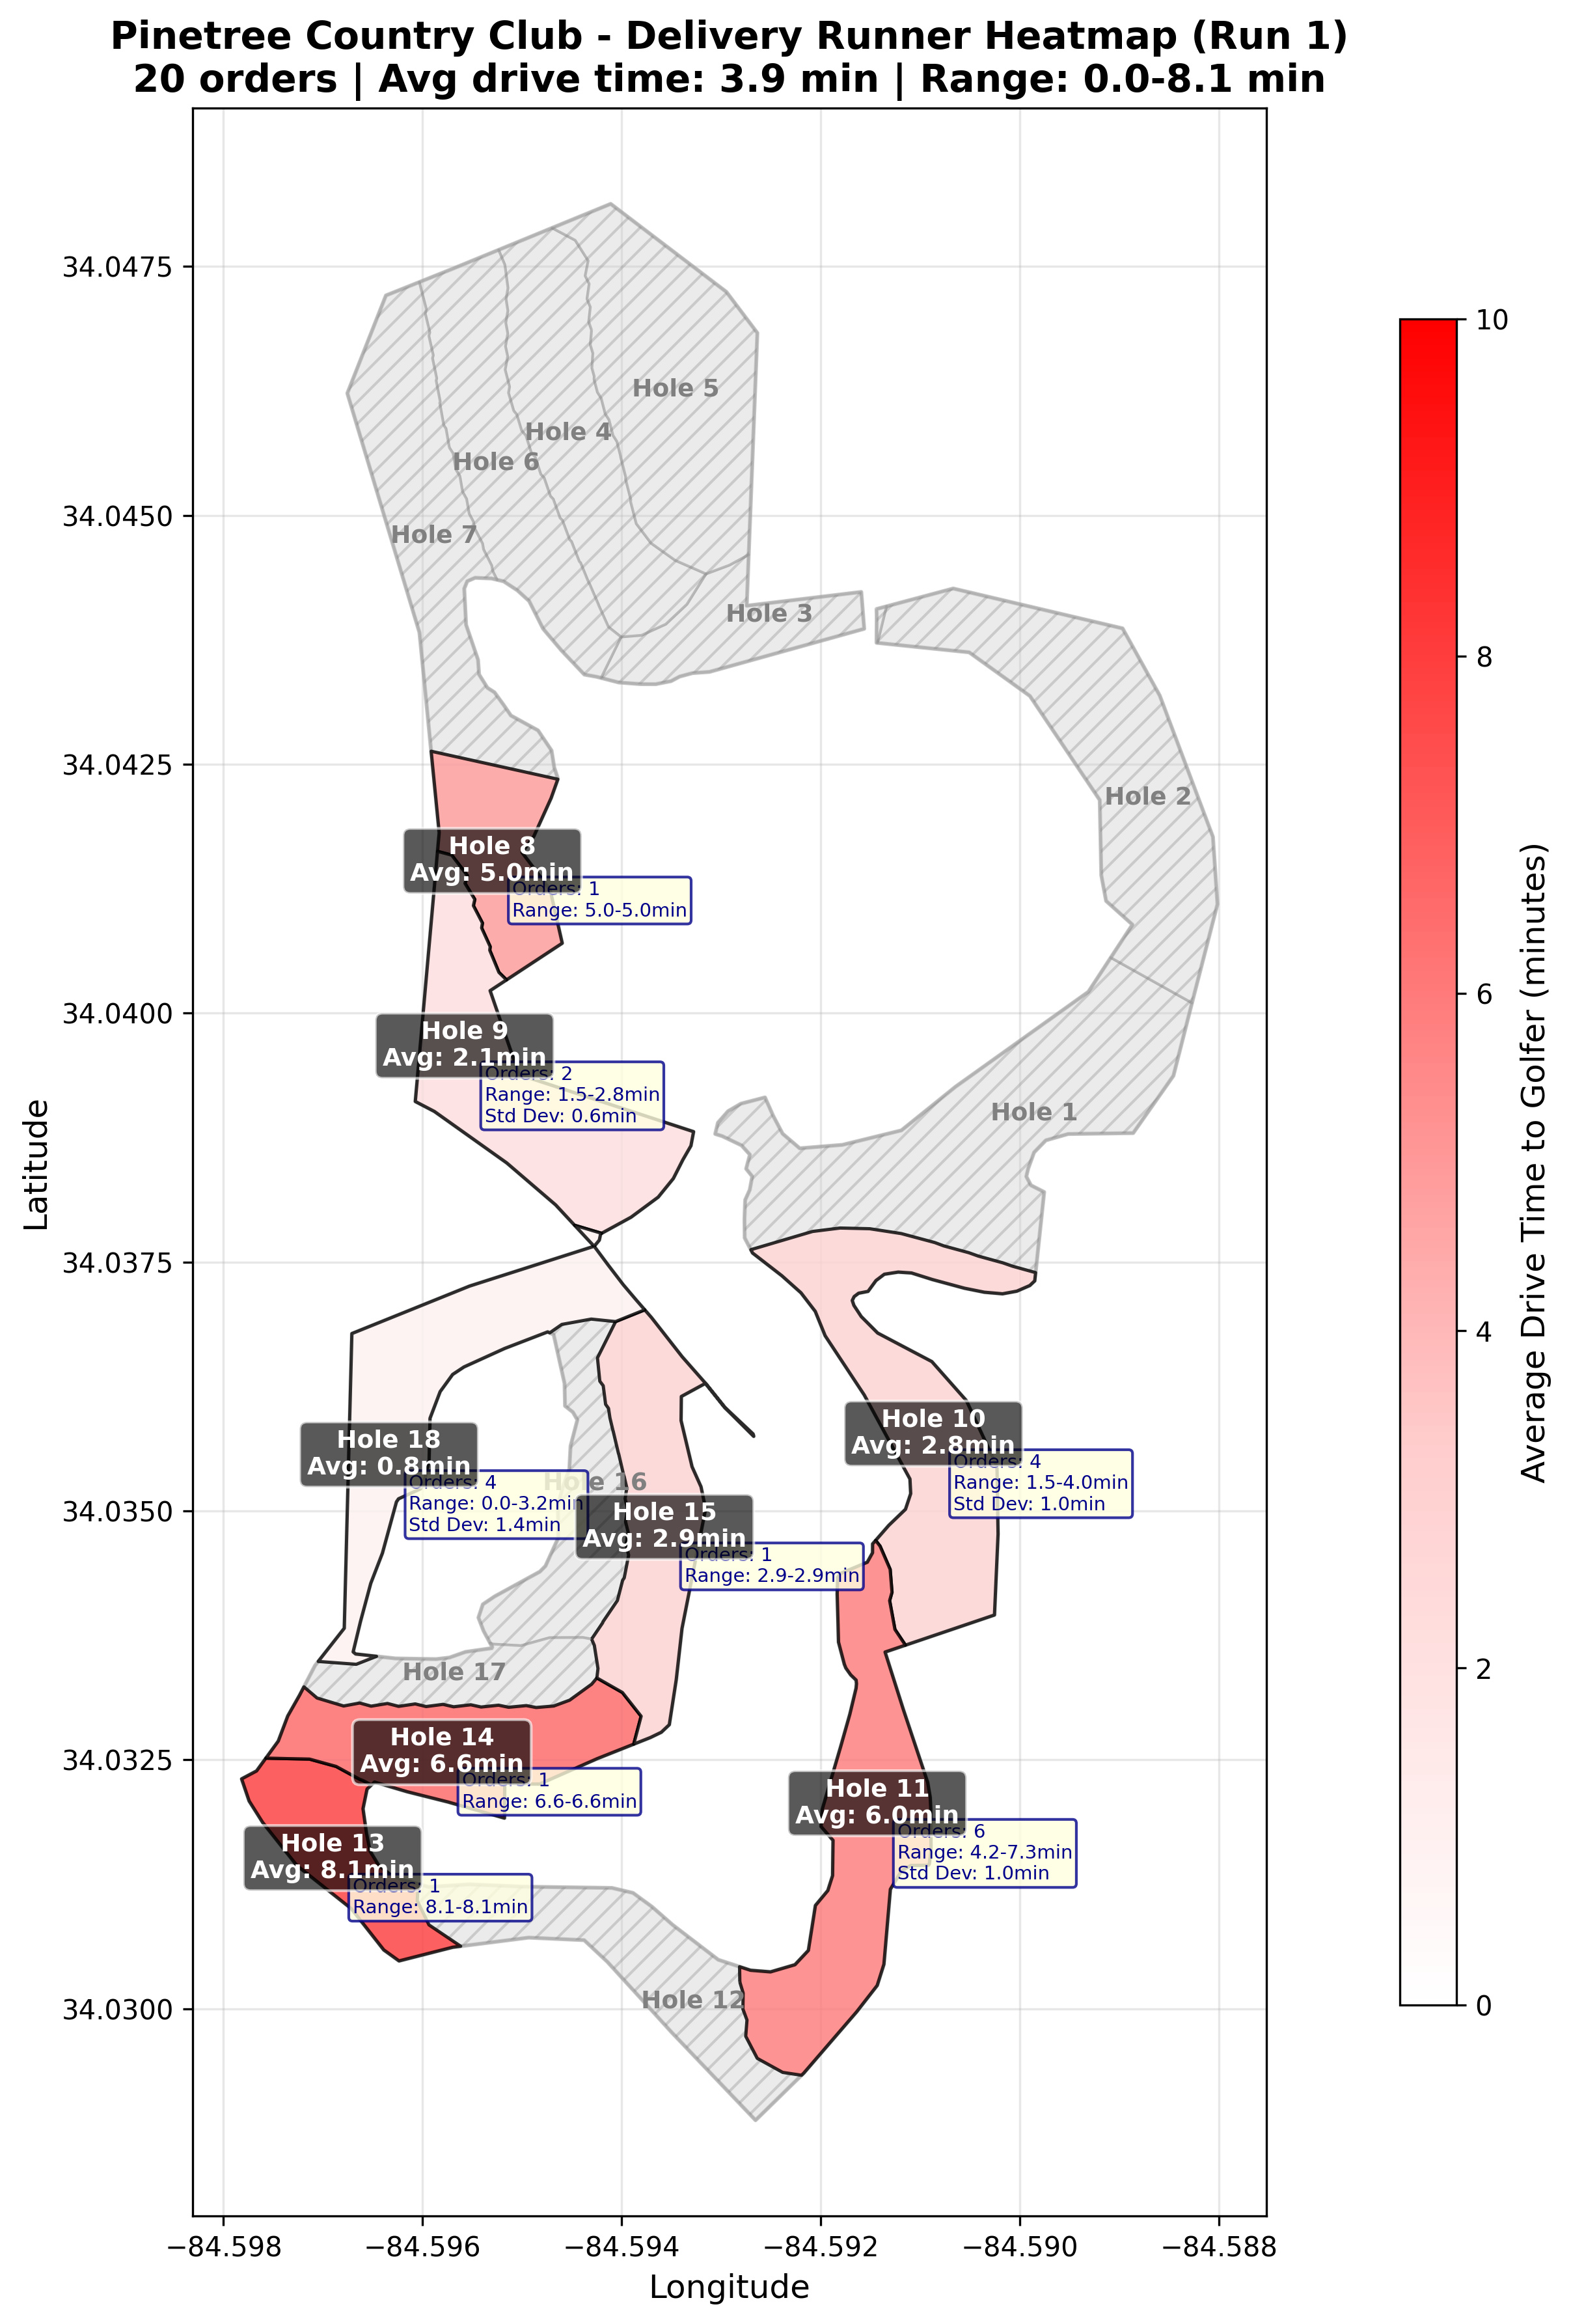 Pinetree Country Club - Delivery Runner Heatmap (Run 1)
20 orders | Avg drive time: 3.9 min | Range: 0.0-8.1 min
Latitude
34.0475
34.0450
34.0425
34.0400
34.0375
34.0350
34.0325
34.0300
Hole 5
Hole 4
Hole 6
Hole 7
Hole 3
Hole 2
Hole 8
Avg: 5.0min
Orders: 1
Range: 5.0-5.0min
Hole 9
Avg: 2.1min
Orders: 2
Range: 1.5-2.8min
Std Dev: 0.6min
Hole 1
Hole 10
Avg: 2.8min
Orders: 4
Range: 1.5-4.0min
Std Dev: 1.0min
Hole 18
Avg: 0.8min
Orders: 4
Range: 0.0-3.2min
Std Dev: 1.4min
Hole 16
Hole 15
Avg: 2.9min
Orders: 1
Range: 2.9-2.9min
Hole 17
Hole 14
Avg: 6.6min
Orders: 1
Range: 6.6-6.6min
Hole 11
Avg: 6.0min
Orders: 6
Range: 4.2-7.3min
Std Dev: 1.0min
Hole 13
Avg: 8.1min
Orders: 1
Range: 8.1-8.1min
Hole 12
−84.598
−84.596
−84.594
−84.592
−84.590
−84.588
Longitude
10
8
6
4
2
0
Average Drive Time to Golfer (minutes)